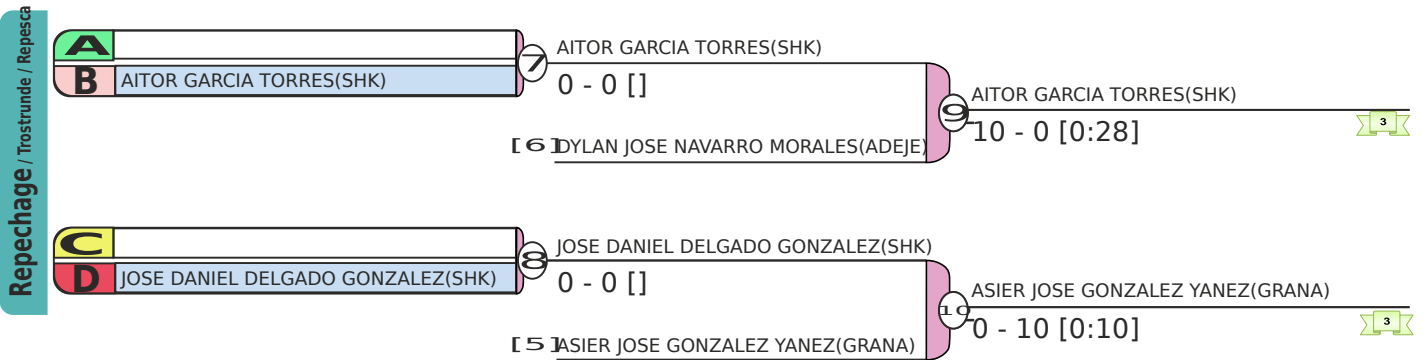 Repechage / Trostrunde / Repesca
A
B AITOR GARCIA TORRES(SHK)
7
AITOR GARCIA TORRES(SHK)
0 - 0 []
[6] DYLAN JOSE NAVARRO MORALES(ADEJE)
9
AITOR GARCIA TORRES(SHK)
10 - 0 [0:28]
3
C
D JOSE DANIEL DELGADO GONZALEZ(SHK)
8
JOSE DANIEL DELGADO GONZALEZ(SHK)
0 - 0 []
[5] ASIER JOSE GONZALEZ YANEZ(GRANA)
10
ASIER JOSE GONZALEZ YANEZ(GRANA)
0 - 10 [0:10]
3